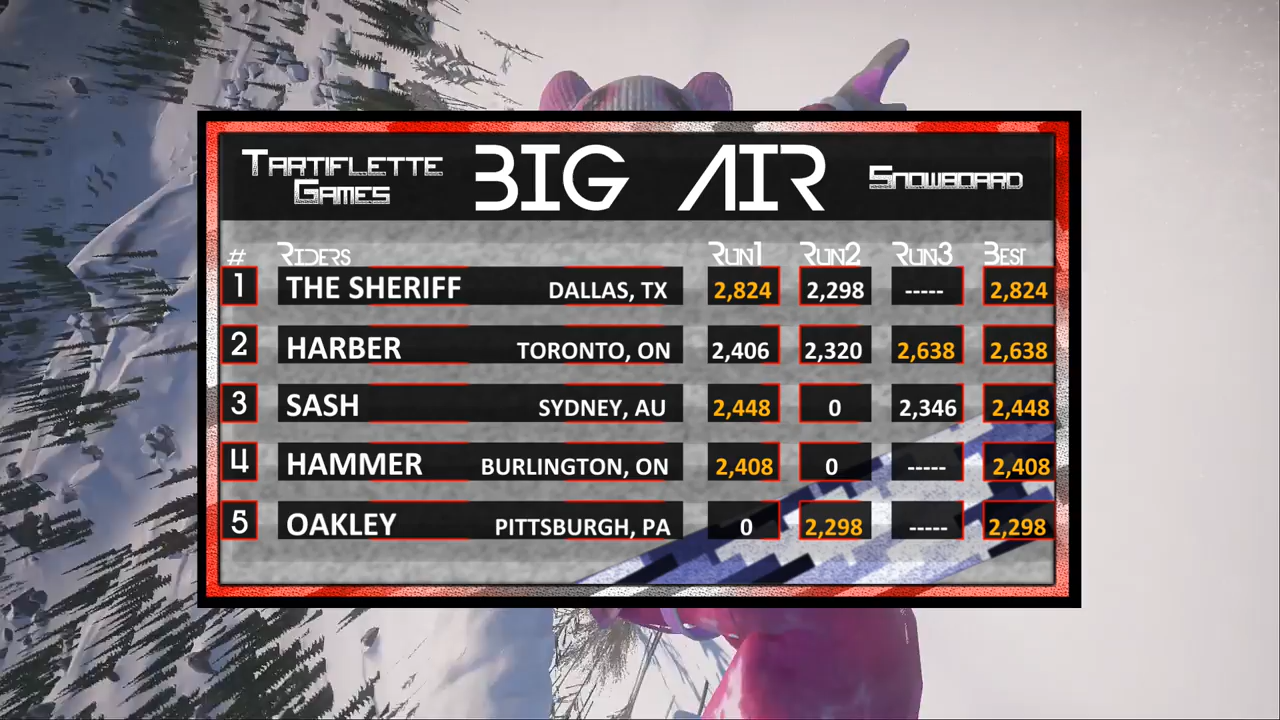 TARTIFLETTE GAMES BIG AIR SNOWBOARD
# RIDERS RUN1 RUN2 RUN3 BEST
1 THE SHERIFF DALLAS, TX 2,824 2,298 ----- 2,824
2 HARBER TORONTO, ON 2,406 2,320 2,638 2,638
3 SASH SYDNEY, AU 2,448 0 2,346 2,448
4 HAMMER BURLINGTON, ON 2,408 0 ----- 2,408
5 OAKLEY PITTSBURGH, PA 0 2,298 ----- 2,298